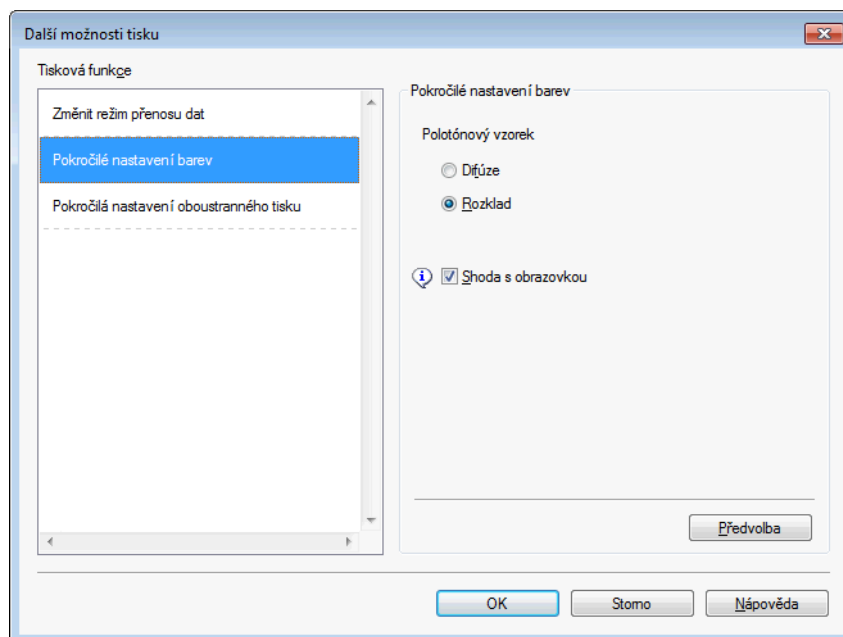 Další možnosti tisku
Tisková funkce
Změnit režim přenosu dat
Pokročilé nastavení barev
Pokročilá nastavení oboustranného tisku
Pokročilé nastavení barev
Polotónový vzorek
Difúze
Rozklad
Shoda s obrazovkou
Předvolba
OK
Storno
Nápověda